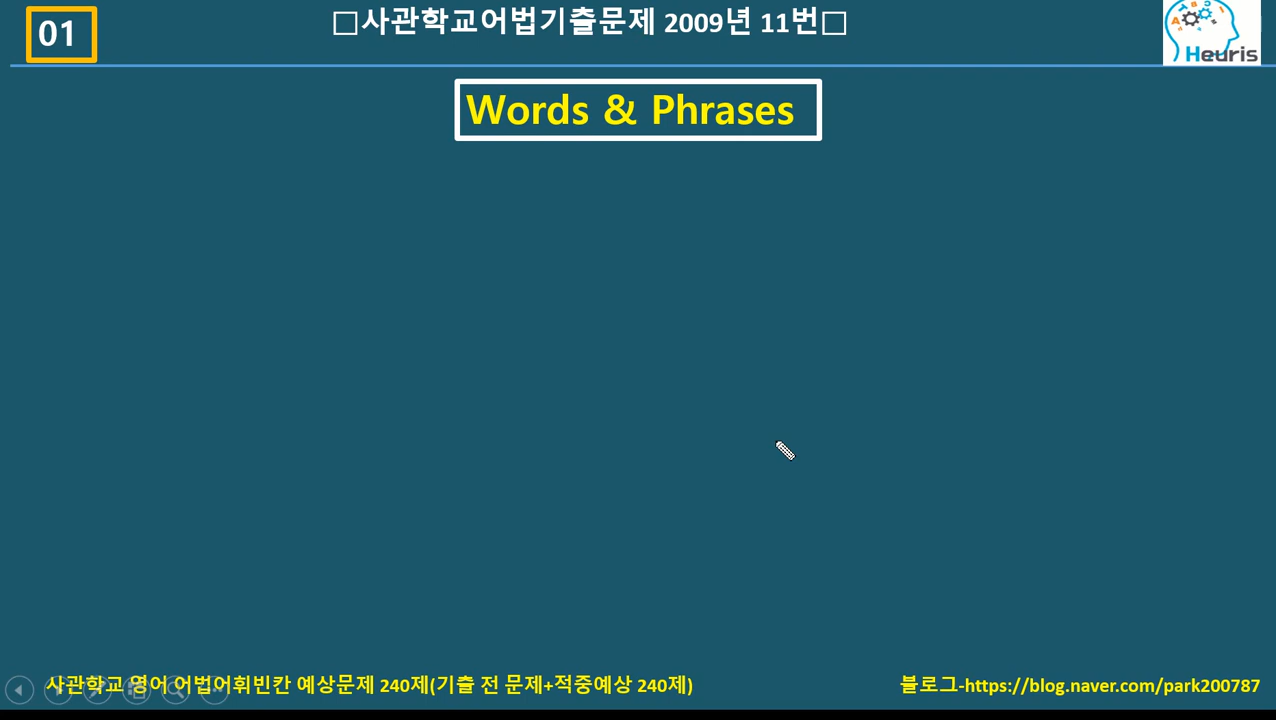 01
□사관학교어법기출문제 2009년 11번□
Heuris
Words & Phrases
사관학교 영어 어법어휘빈칸 예상문제 240제(기출 전 문제+적중예상 240제)
블로그-https://blog.naver.com/park200787